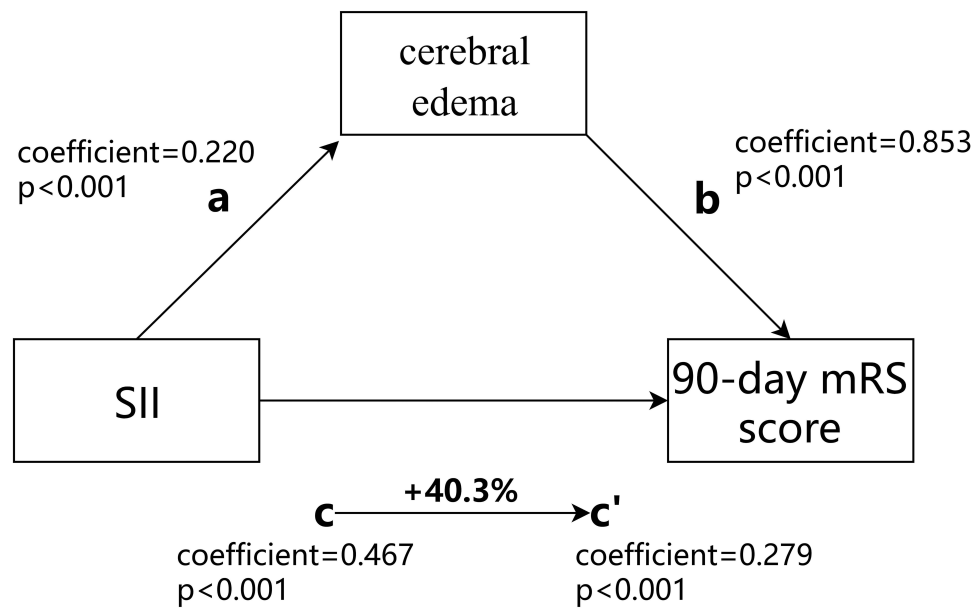 cerebral
edema
coefficient=0.220
p<0.001
a
coefficient=0.853
p<0.001
b
SII
90-day mRS
score
+40.3%
c
c'
coefficient=0.467
p<0.001
coefficient=0.279
p<0.001